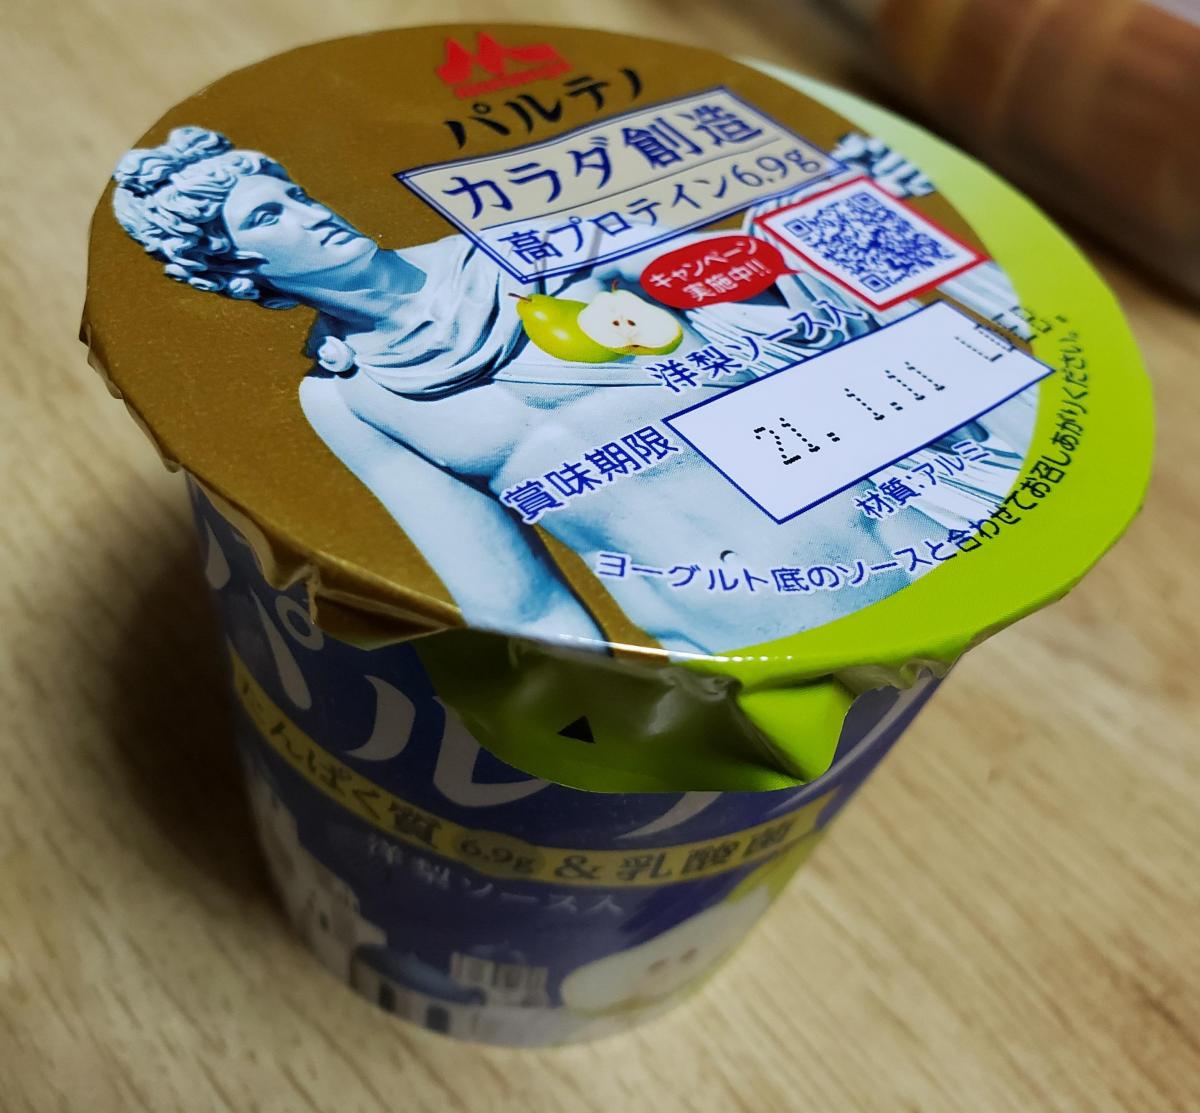 パルテノ
カラダ創造
高プロテイン6.9g
キャンペーン
実施中!!
洋梨ソース入
賞味期限
21. 1.11
材質:アルミ
ヨーグルト底のソースと合わせてお召しあがりください。
パルテ
たんぱく質 6.9g & 乳酸菌
洋梨ソース入